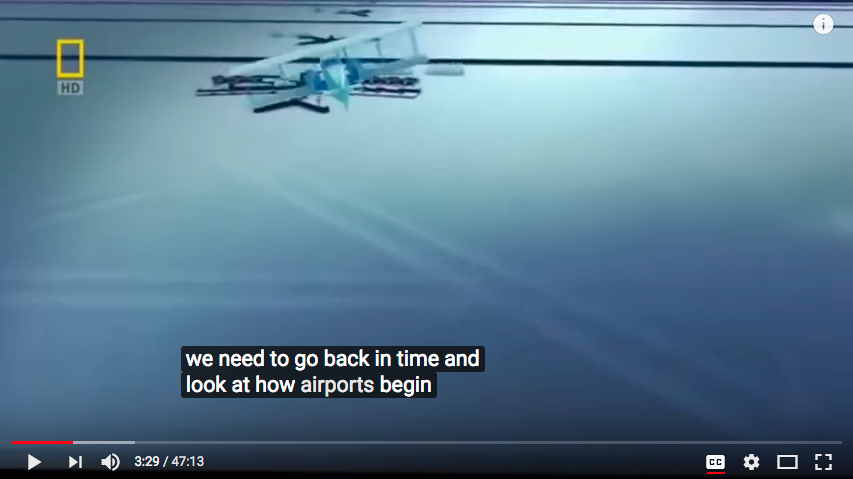 HD
we need to go back in time and
look at how airports begin
3:29 / 47:13
CC